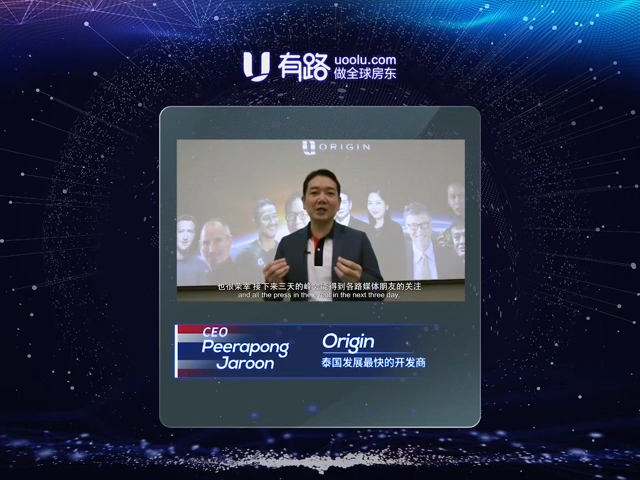 有路
uoolu.com
做全球房东
ORIGIN
也很荣幸 接下来三天的峰会能得到各路媒体朋友的关注
and all the press in the event in the next three day.
CEO
Peerapong
Jaroon
Origin
泰国发展最快的开发商